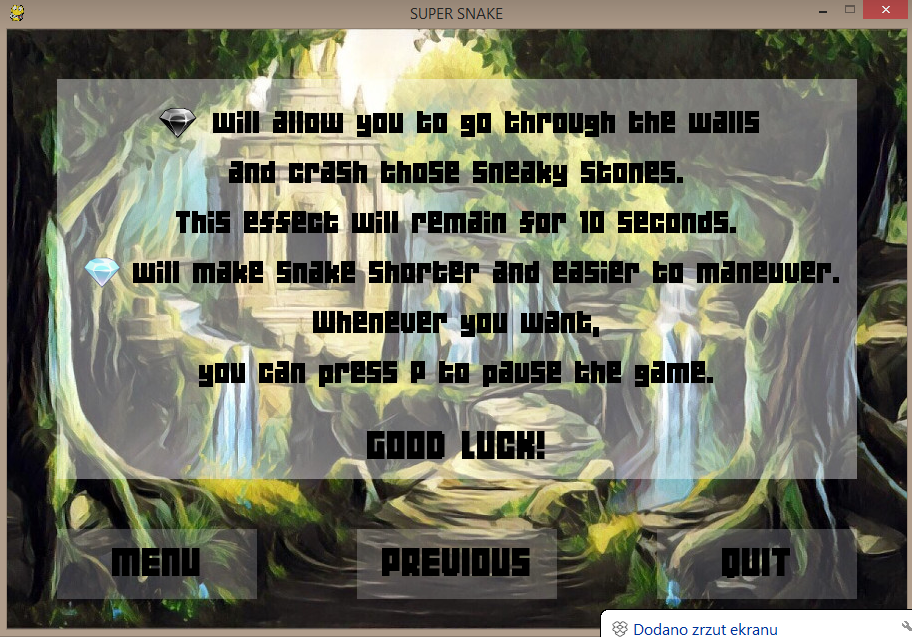 SUPER SNAKE
will allow you to go through the walls
and crash those sneaky stones.
This effect will remain for 10 seconds.
will make snake shorter and easier to maneuver.
Whenever you want,
you can press P to pause the game.
GOOD LUCK!
MENU
PREVIOUS
QUIT
Dodano zrzut ekranu